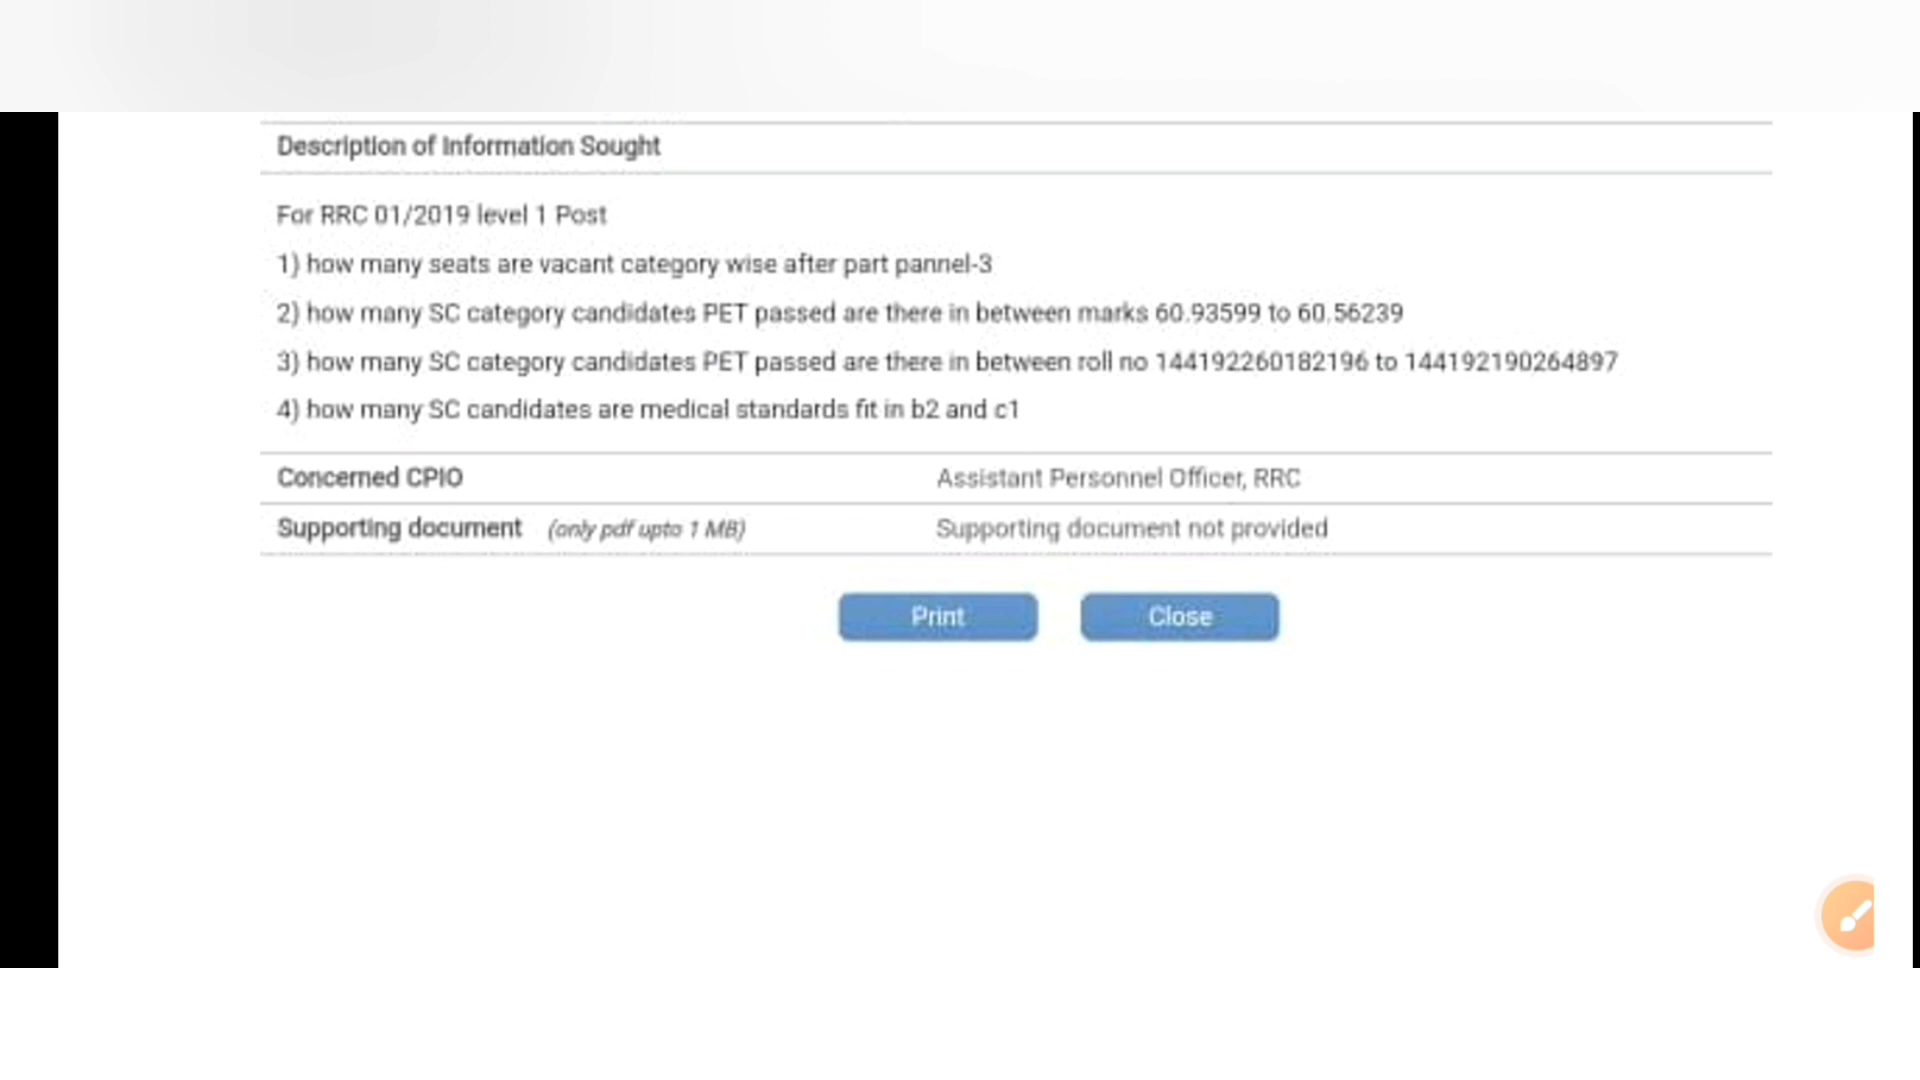 Description of Information Sought
For RRC 01/2019 level 1 Post
1) how many seats are vacant category wise after part pannel-3
2) how many SC category candidates PET passed are there in between marks 60.93599 to 60.56239
3) how many SC category candidates PET passed are there in between roll no 144192260182196 to 144192190264897
4) how many SC candidates are medical standards fit in b2 and c1
Concerned CPIO Assistant Personnel Officer, RRC
Supporting document (only pdf upto 1 MB) Supporting document not provided
Print Close